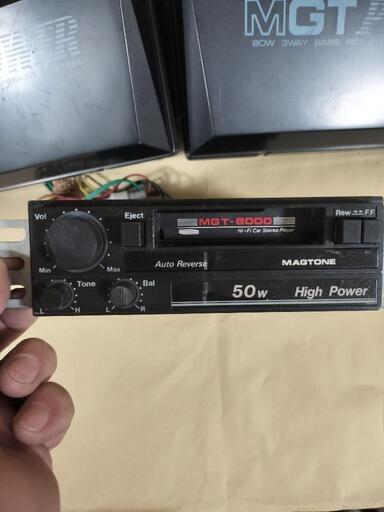 MGT
80W 3WAY BASS RE
Vol
Eject
MGT-8000
Hi-Fi Car Stereo Player
Rew ◄◄ ►► F.F
Min
Max
Auto Reverse
MAGTONE
Tone
Bal
L H
L R
50W High Power